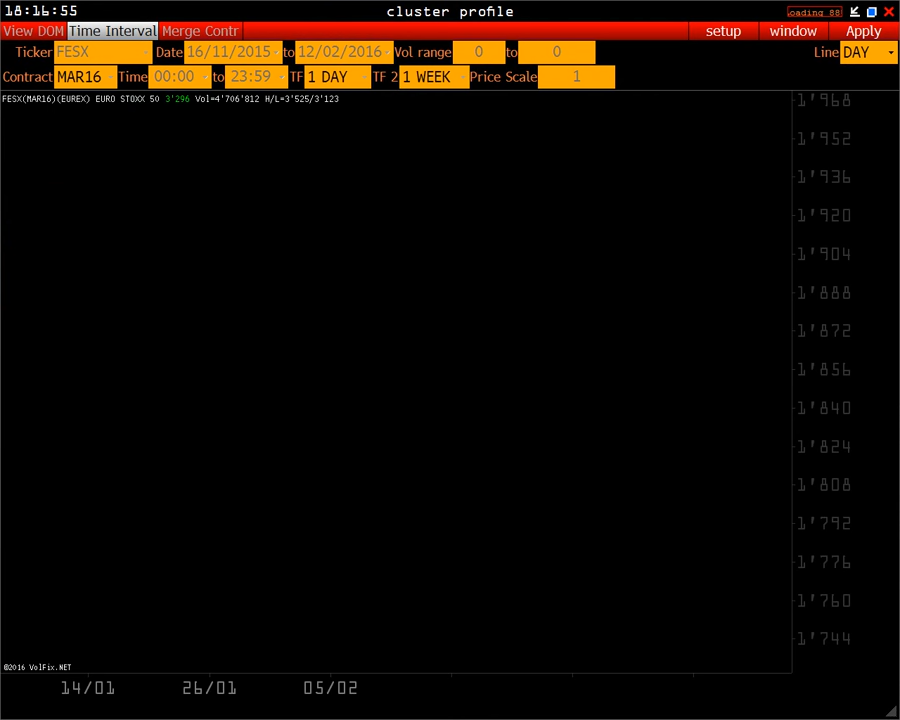 18:16:55 cluster profile Loading 88
View DOM Time Interval Merge Contr setup window Apply
Ticker FESX Date 16/11/2015 to 12/02/2016 Vol range 0 to 0 Line DAY
Contract MAR16 Time 00:00 to 23:59 TF 1 DAY TF 2 1 WEEK Price Scale 1
FESX(MAR16)(EUREX) EURO STOXX 50 3'296 Vol=4'706'812 H/L=3'525/3'123
1'968
1'952
1'936
1'920
1'904
1'888
1'872
1'856
1'840
1'824
1'808
1'792
1'776
1'760
1'744
©2016 VolFix.NET
14/01 26/01 05/02